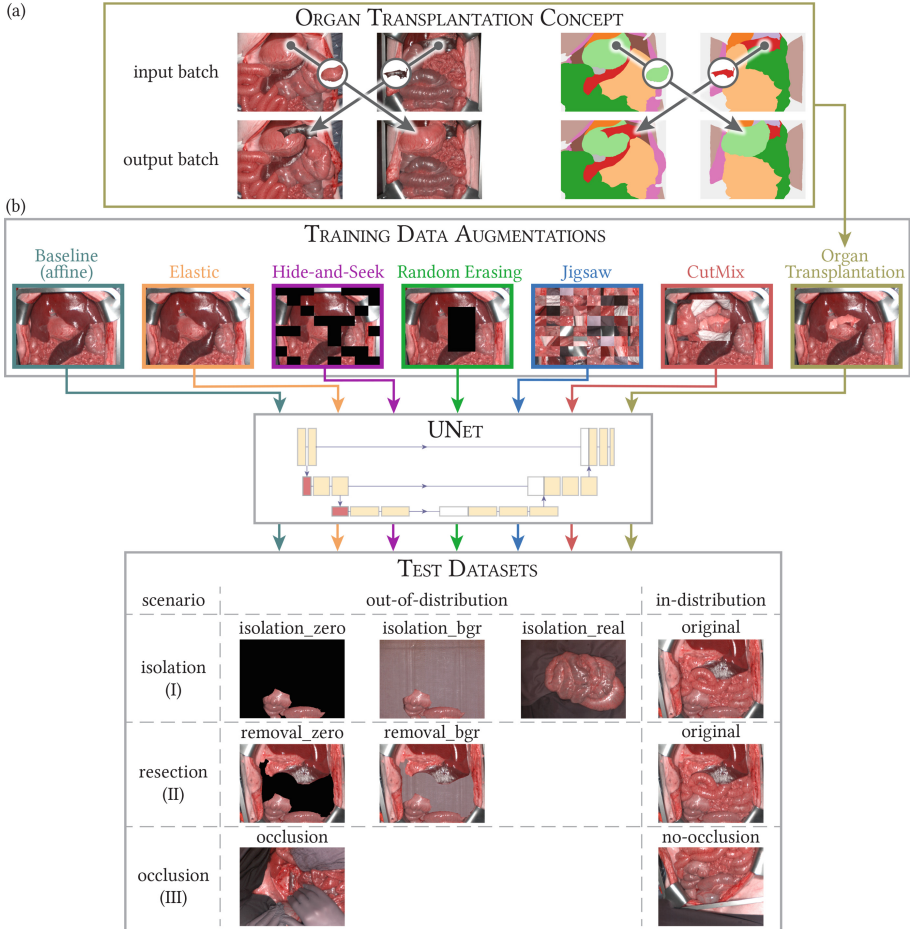 (a)
Organ Transplantation Concept
input batch
output batch
(b)
Training Data Augmentations
Baseline
(affine)
Elastic
Hide-and-Seek
Random Erasing
Jigsaw
CutMix
Organ
Transplantation
UNet
Test Datasets
scenario
out-of-distribution
in-distribution
isolation
(I)
isolation_zero
isolation_bgr
isolation_real
original
resection
(II)
removal_zero
removal_bgr
original
occlusion
(III)
occlusion
no-occlusion